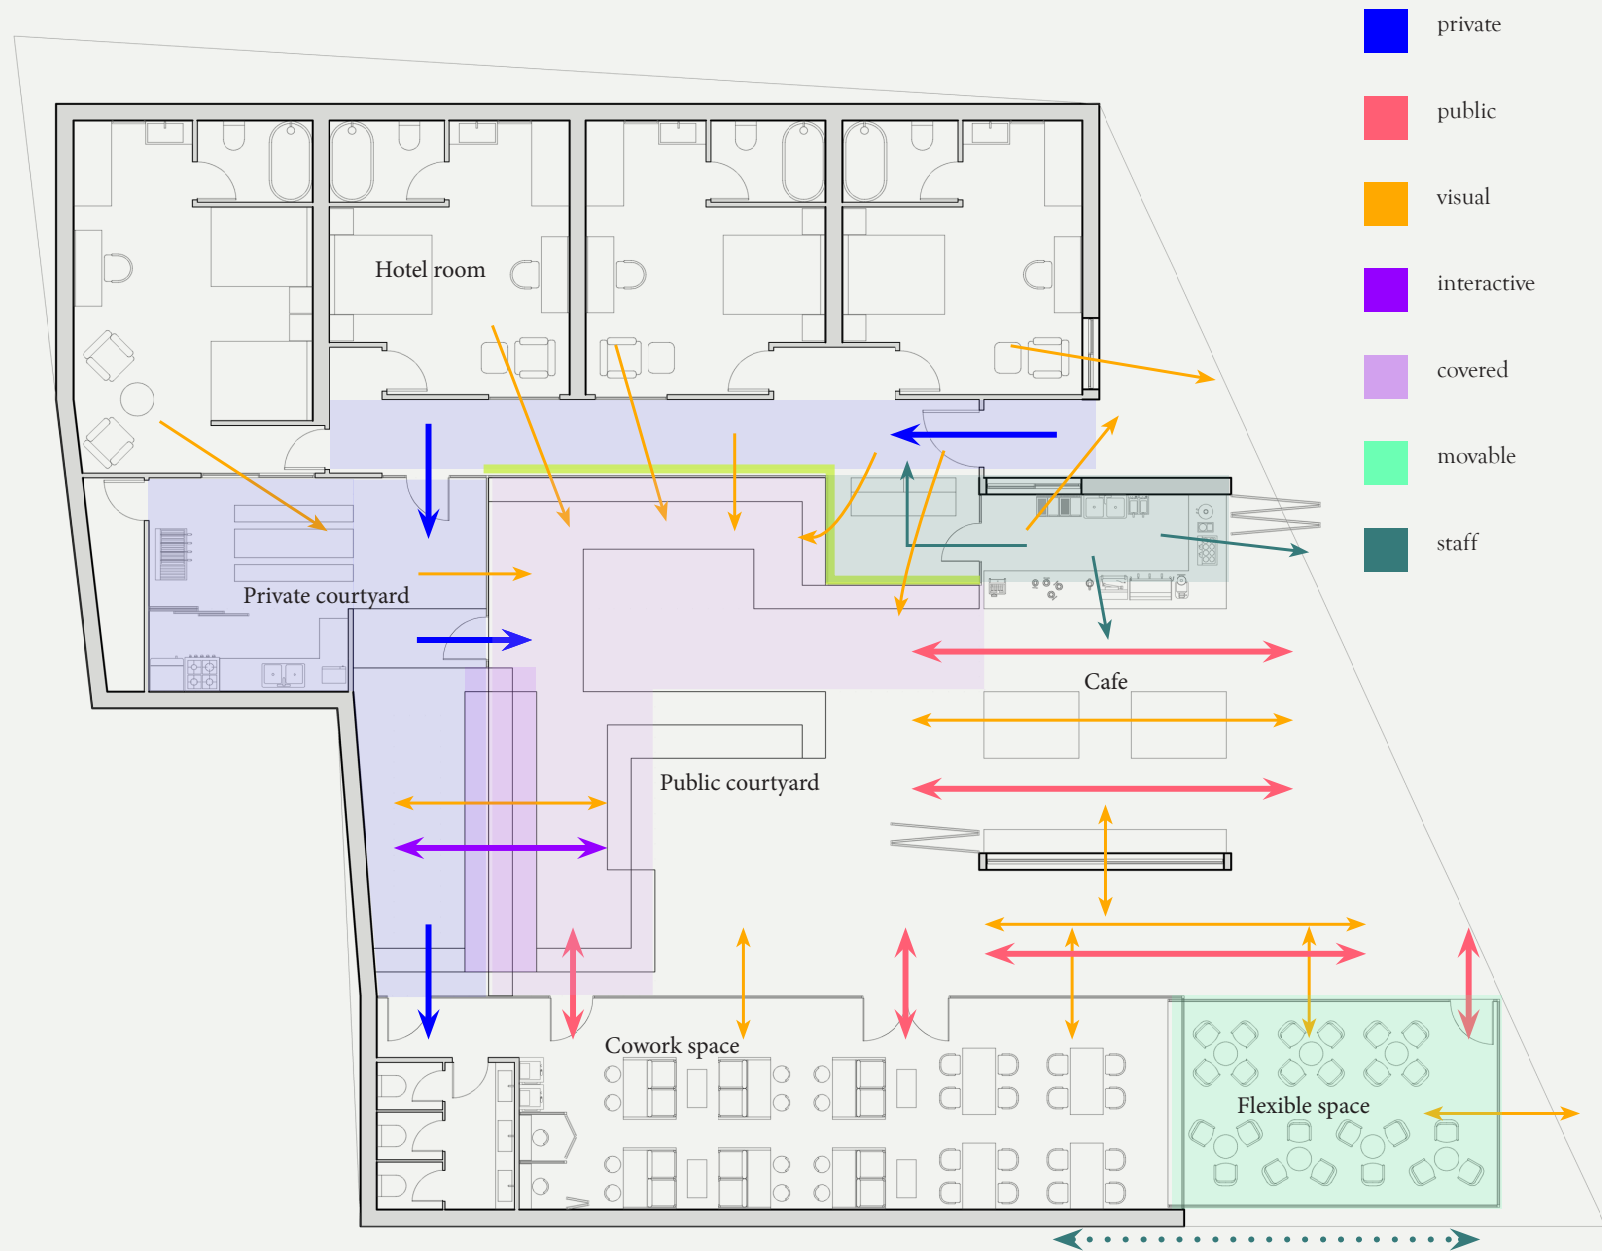 private
public
visual
interactive
covered
movable
staff
Hotel room
Private courtyard
Cafe
Public courtyard
Cowork space
Flexible space